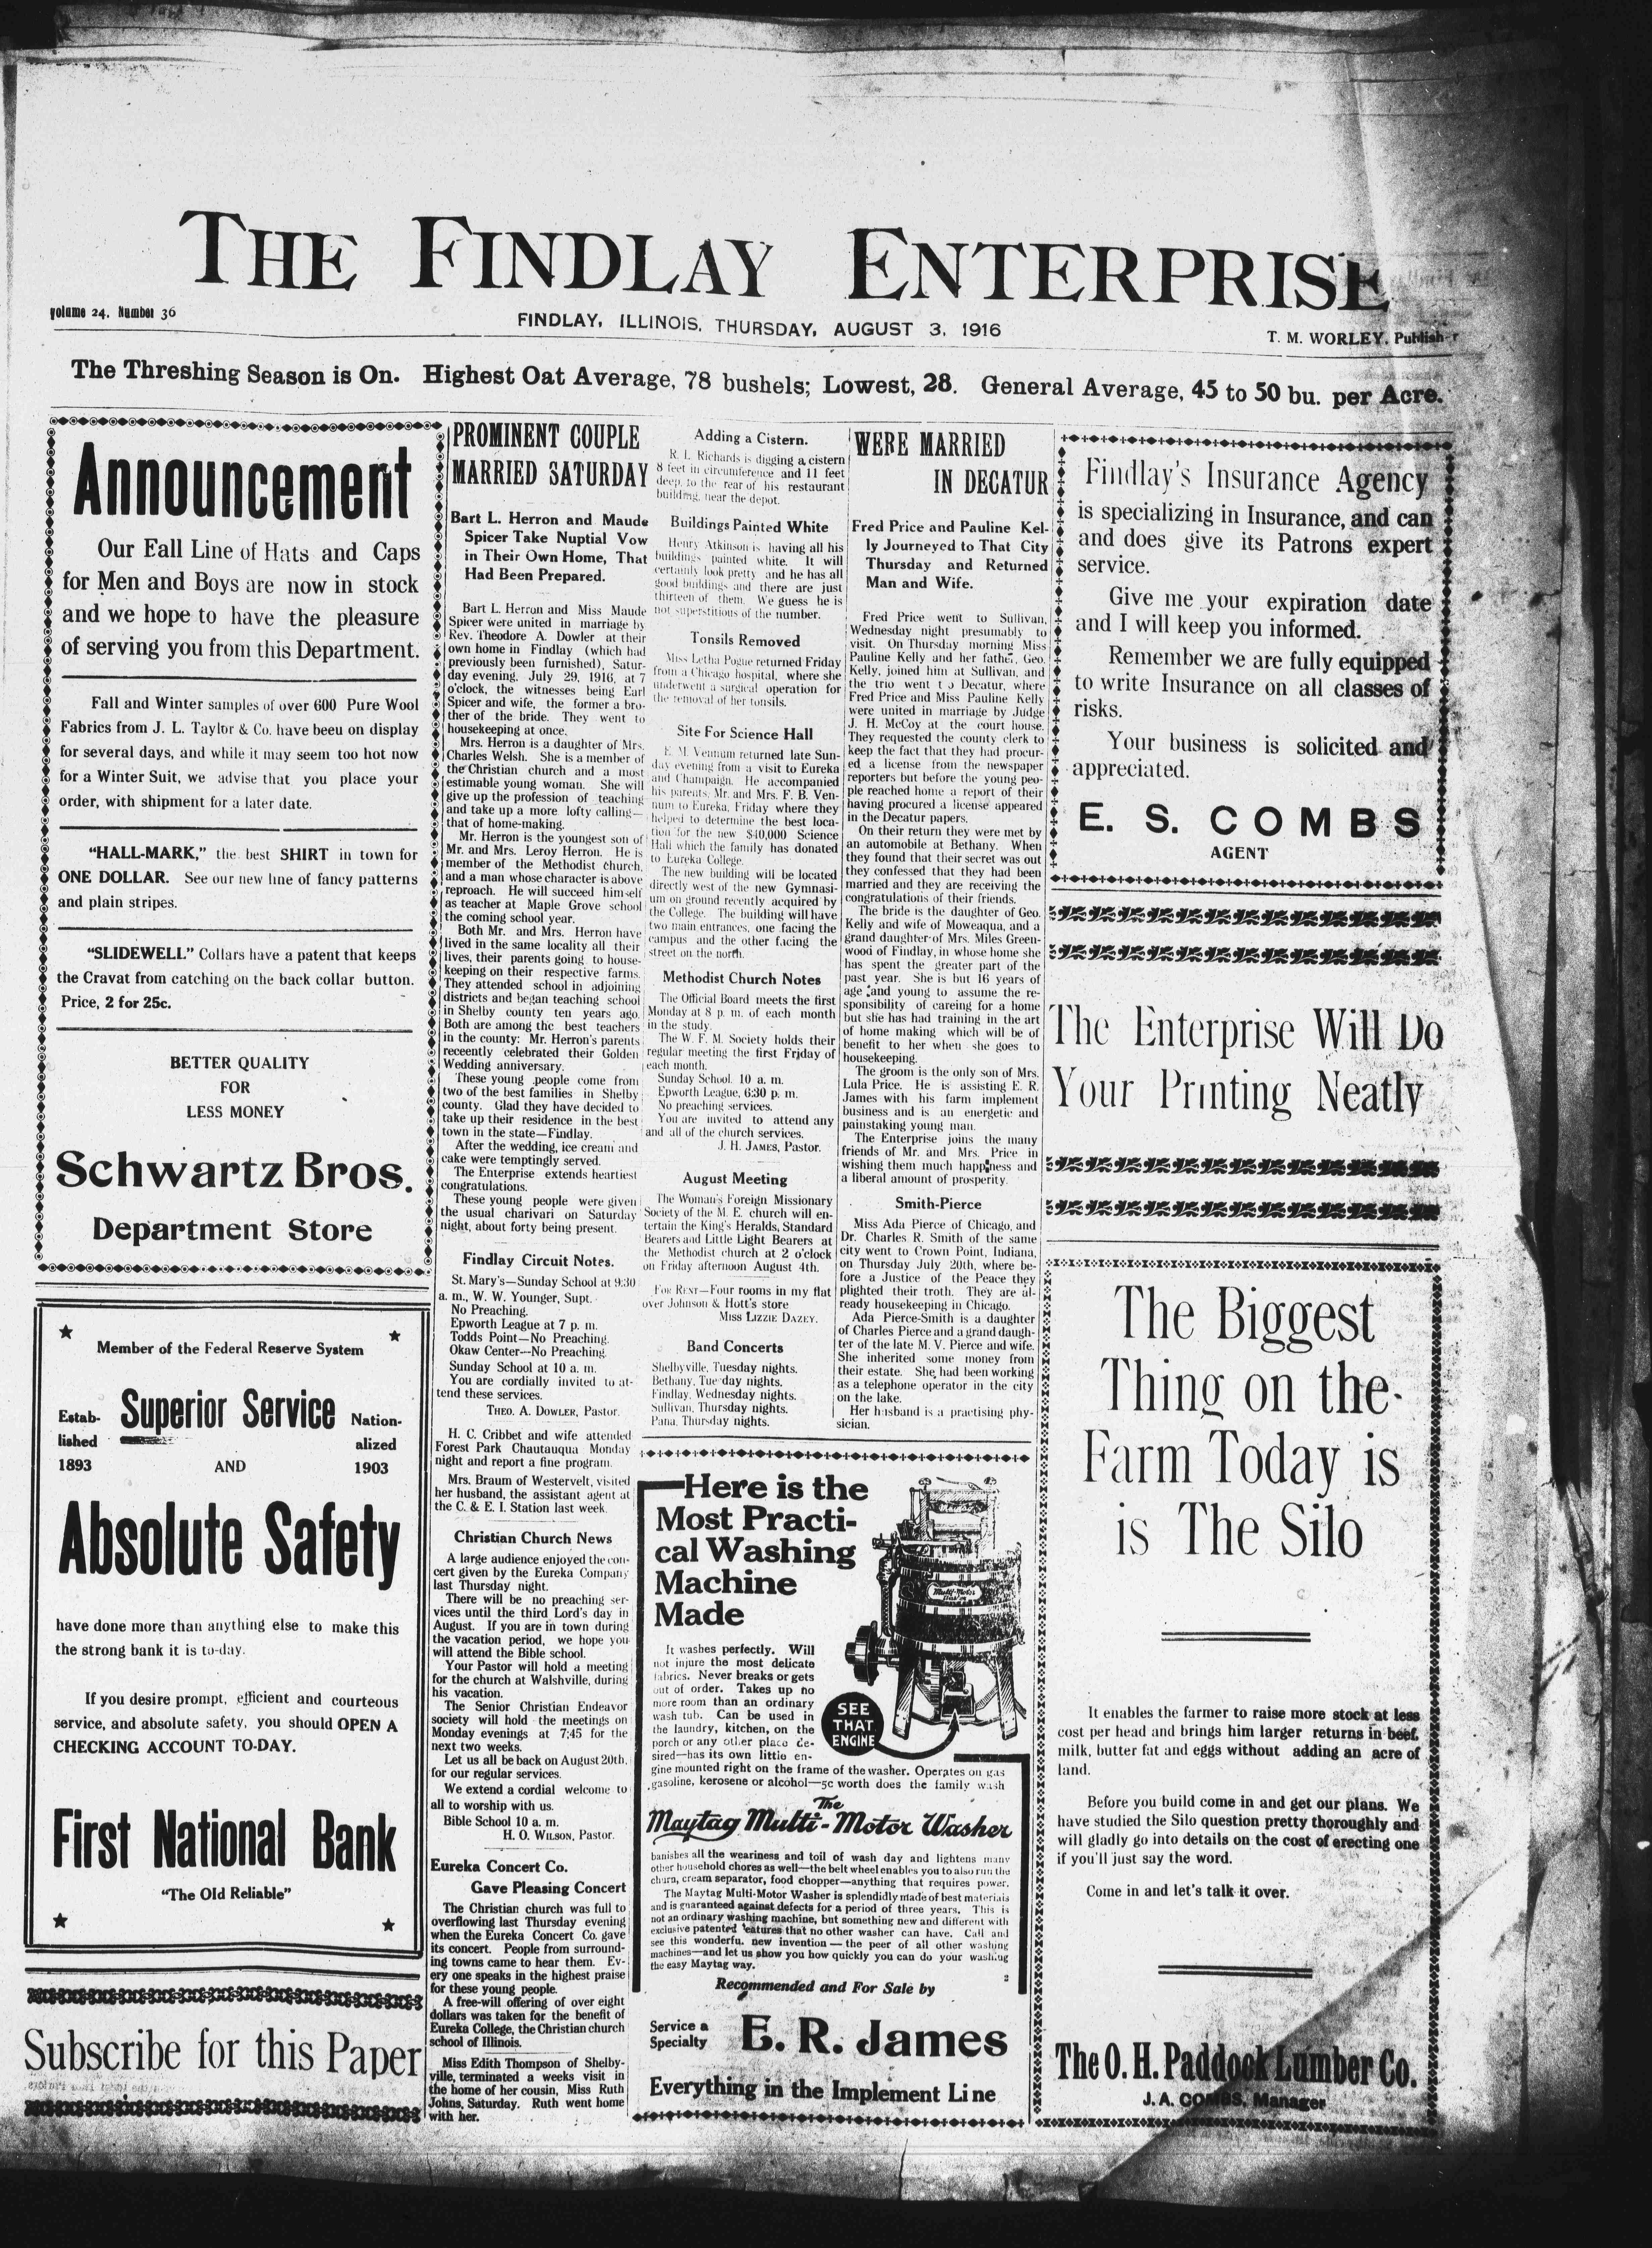 THE FINDLAY ENTERPRISE
volume 24. Number 36
FINDLAY, ILLINOIS, THURSDAY, AUGUST 3, 1916
T. M. WORLEY, Publisher
The Threshing Season is On. Highest Oat Average, 78 bushels; Lowest, 28. General Average, 45 to 50 bu. per Acre.
Announcement
Our Eall Line of Hats and Caps
for Men and Boys are now in stock
and we hope to have the pleasure
of serving you from this Department.
Fall and Winter samples of over 600 Pure Wool
Fabrics from J. L. Taylor & Co. have beeu on display
for several days, and while it may seem too hot now
for a Winter Suit, we advise that you place your
order, with shipment for a later date.
"HALL-MARK," the best SHIRT in town for
ONE DOLLAR. See our new line of fancy patterns
and plain stripes.
"SLIDEWELL" Collars have a patent that keeps
the Cravat from catching on the back collar button.
Price, 2 for 25c.
BETTER QUALITY
FOR
LESS MONEY
Schwartz Bros.
Department Store
Member of the Federal Reserve System
Estab-
lished
1893
Superior Service
AND
Nation-
alized
1903
Absolute Safety
have done more than anything else to make this
the strong bank it is to-day.
If you desire prompt, efficient and courteous
service, and absolute safety, you should OPEN A
CHECKING ACCOUNT TO-DAY.
First National Bank
"The Old Reliable"
Subscribe for this Paper
PROMINENT COUPLE
MARRIED SATURDAY
Bart L. Herron and Maude
Spicer Take Nuptial Vow
in Their Own Home, That
Had Been Prepared.
Bart L. Herron and Miss Maude
Spicer were united in marriage by
Rev. Theodore A. Dowler at their
own home in Findlay (which had
previously been furnished), Satur-
day evening, July 29, 1916, at 7
o'clock, the witnesses being Earl
Spicer and wife, the former a bro-
ther of the bride. They went to
housekeeping at once.
Mrs. Herron is a daughter of Mrs.
Charles Welsh. She is a member of
the Christian church and a most
estimable young woman. She will
give up the profession of teaching
and take up a more lofty calling—
that of home-making.
Mr. Herron is the youngest son of
Mr. and Mrs. Leroy Herron. He is
member of the Methodist church,
and a man whose character is above
reproach. He will succeed himself
as teacher at Maple Grove school
the coming school year.
Both Mr. and Mrs. Herron have
lived in the same locality all their
lives, their parents going to house-
keeping on their respective farms.
They attended school in adjoining
districts and began teaching school
in Shelby county ten years ago.
Both are among the best teachers
in the county: Mr. Herron's parents
recently celebrated their Golden
Wedding anniversary.
These young people come from
two of the best families in Shelby
county. Glad they have decided to
take up their residence in the best
town in the state—Findlay.
After the wedding, ice cream and
cake were temptingly served.
The Enterprise extends heartiest
congratulations.
These young people were given
the usual charivari on Saturday
night, about forty being present.
Findlay Circuit Notes.
St. Mary's—Sunday School at 9:30
a. m., W. W. Younger, Supt.
No Preaching.
Epworth League at 7 p. m.
Todds Point—No Preaching.
Okaw Center—No Preaching.
Sunday School at 10 a. m.
You are cordially invited to at-
tend these services.
THEO. A. DOWLER, Pastor.
H. C. Cribbet and wife attended
Forest Park Chautauqua Monday
night and report a fine program.
Mrs. Braum of Westervelt, visited
her husband, the assistant agent at
the C. & E. I. Station last week.
Christian Church News
A large audience enjoyed the con-
cert given by the Eureka Company
last Thursday night.
There will be no preaching ser-
vices until the third Lord's day in
August. If you are in town during
the vacation period, we hope you
will attend the Bible school.
Your Pastor will hold a meeting
for the church at Walshville, during
his vacation.
The Senior Christian Endeavor
society will hold the meetings on
Monday evenings at 7:45 for the
next two weeks.
Let us all be back on August 20th,
for our regular services.
We extend a cordial welcome to
all to worship with us.
Bible School 10 a. m.
H. O. WILSON, Pastor.
Eureka Concert Co.
Gave Pleasing Concert
The Christian church was full to
overflowing last Thursday evening
when the Eureka Concert Co. gave
its concert. People from surround-
ing towns came to hear them. Ev-
ery one speaks in the highest praise
for these young people.
A free-will offering of over eight
dollars was taken for the benefit of
Eureka College, the Christian church
school of Illinois.
Miss Edith Thompson of Shelby-
ville, terminated a weeks visit in
the home of her cousin, Miss Ruth
Johns, Saturday. Ruth went home
with her.
Adding a Cistern.
R. L. Richards is digging a cistern
8 feet in circumference and 11 feet
deep, to the rear of his restaurant
building, near the depot.
Buildings Painted White
Henry Atkinson is having all his
buildings painted white. It will
certainly look pretty and he has all
good buildings and there are just
thirteen of them. We guess he is
not superstitious of the number.
Tonsils Removed
Miss Letha Pogue returned Friday
from a Chicago hospital, where she
underwent a surgical operation for
the removal of her tonsils.
Site For Science Hall
F. M. Vennum returned late Sun-
day evening from a visit to Eureka
and Champaign. He accompanied
his parents, Mr. and Mrs. F. B. Ven-
num to Eureka, Friday where they
helped to determine the best loca-
tion for the new $40,000 Science
Hall which the family has donated
to Eureka College.
The new building will be located
directly west of the new Gymnasi-
um on ground recently acquired by
the College. The building will have
two main entrances, one facing the
campus and the other facing the
street on the north.
Methodist Church Notes
The Official Board meets the first
Monday at 8 p. m. of each month
in the study.
The W. F. M. Society holds their
regular meeting the first Friday of
each month.
Sunday School, 10 a. m.
Epworth League, 6:30 p. m.
No preaching services.
You are invited to attend any
and all of the church services.
J. H. JAMES, Pastor.
August Meeting
The Woman's Foreign Missionary
Society of the M. E. church will en-
tertain the King's Heralds, Standard
Bearers and Little Light Bearers at
the Methodist church at 2 o'clock
on Friday afternoon August 4th.
FOR RENT—Four rooms in my flat
over Johnson & Hott's store
MISS LIZZIE DAZEY.
Band Concerts
Shelbyville, Tuesday nights.
Bethany, Tuesday nights.
Findlay, Wednesday nights.
Sullivan, Thursday nights.
Pana, Thursday nights.
WERE MARRIED
IN DECATUR
Fred Price and Pauline Kel-
ly Journeyed to That City
Thursday and Returned
Man and Wife.
Fred Price went to Sullivan,
Wednesday night presumably to
visit. On Thursday morning Miss
Pauline Kelly and her father, Geo.
Kelly, joined him at Sullivan, and
the trio went to Decatur, where
Fred Price and Miss Pauline Kelly
were united in marriage by Judge
J. H. McCoy at the court house.
They requested the county clerk to
keep the fact that they had procur-
ed a license from the newspaper
reporters but before the young peo-
ple reached home a report of their
having procured a license appeared
in the Decatur papers.
On their return they were met by
an automobile at Bethany. When
they found that their secret was out
they confessed that they had been
married and they are receiving the
congratulations of their friends.
The bride is the daughter of Geo.
Kelly and wife of Moweaqua, and a
grand daughter of Mrs. Miles Green-
wood of Findlay, in whose home she
has spent the greater part of the
past year. She is but 16 years of
age and young to assume the re-
sponsibility of careing for a home
but she has had training in the art
of home making which will be of
benefit to her when she goes to
housekeeping.
The groom is the only son of Mrs.
Lula Price. He is assisting E. R.
James with his farm implement
business and is an energetic and
painstaking young man.
The Enterprise joins the many
friends of Mr. and Mrs. Price in
wishing them much happiness and
a liberal amount of prosperity.
Smith-Pierce
Miss Ada Pierce of Chicago, and
Dr. Charles R. Smith of the same
city went to Crown Point, Indiana,
on Thursday July 20th, where be-
fore a Justice of the Peace they
plighted their troth. They are al-
ready housekeeping in Chicago.
Ada Pierce-Smith is a daughter
of Charles Pierce and a grand daugh-
ter of the late M. V. Pierce and wife.
She inherited some money from
their estate. She had been working
as a telephone operator in the city
on the lake.
Her husband is a practising phy-
sician.
Here is the
Most Practi-
cal Washing
Machine
Made
It washes perfectly. Will
not injure the most delicate
fabrics. Never breaks or gets
out of order. Takes up no
more room than an ordinary
wash tub. Can be used in
the laundry, kitchen, on the
porch or any other place de-
sired—has its own little en-
gine mounted right on the frame of the washer. Operates on gas
gasoline, kerosene or alcohol—5c worth does the family wash
SEE
THAT
ENGINE
The
Maytag Multi-Motor Washer
banishes all the weariness and toil of wash day and lightens many
other household chores as well—the belt wheel enables you to also run the
churn, cream separator, food chopper—anything that requires power.
The Maytag Multi-Motor Washer is splendidly made of best materials
and is guaranteed against defects for a period of three years. This is
not an ordinary washing machine, but something new and different with
exclusive patented features that no other washer can have. Call and
see this wonderful new invention—the peer of all other washing
machines—and let us show you how quickly you can do your washing
the easy Maytag way.
2
Recommended and For Sale by
Service a
Specialty
E. R. James
Everything in the Implement Line
Findlay's Insurance Agency
is specializing in Insurance, and can
and does give its Patrons expert
service.
Give me your expiration date
and I will keep you informed.
Remember we are fully equipped
to write Insurance on all classes of
risks.
Your business is solicited and
appreciated.
E. S. COMBS
AGENT
The Enterprise Will Do
Your Printing Neatly
The Biggest
Thing on the
Farm Today is
is The Silo
It enables the farmer to raise more stock at less
cost per head and brings him larger returns in beef,
milk, butter fat and eggs without adding an acre of
land.
Before you build come in and get our plans. We
have studied the Silo question pretty thoroughly and
will gladly go into details on the cost of erecting one
if you'll just say the word.
Come in and let's talk it over.
The O. H. Paddock Lumber Co.
J. A. COMBS, Manager